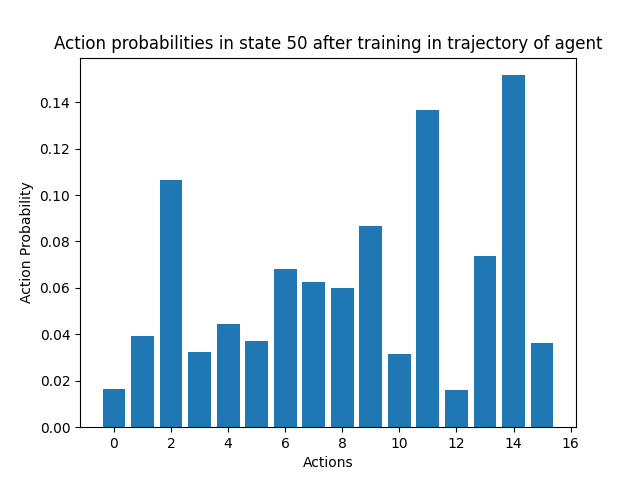 Action probabilities in state 50 after training in trajectory of agent
0.14
0.12
0.10
0.08
0.06
0.04
0.02
0.00
Action Probability
0 2 4 6 8 10 12 14 16
Actions